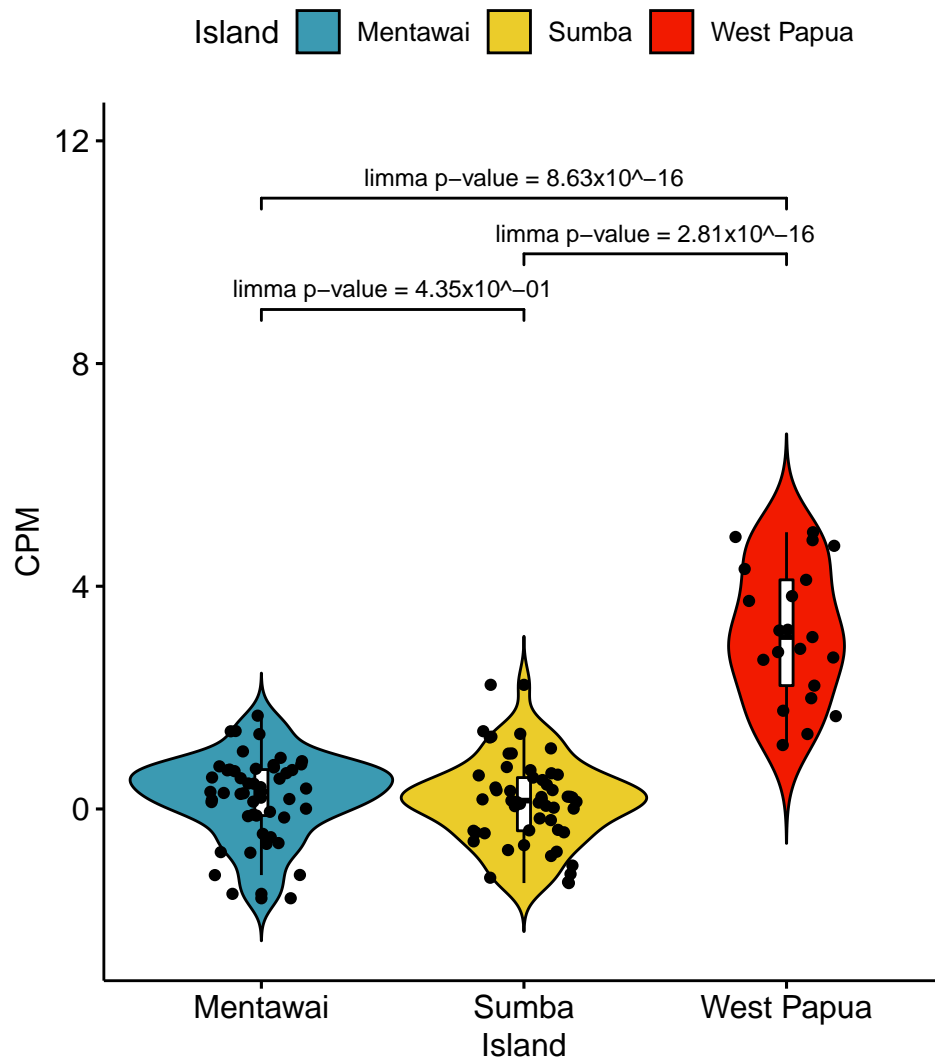 Island Mentawai Sumba West Papua
12
limma p−value = 8.63x10^−16
limma p−value = 2.81x10^−16
limma p−value = 4.35x10^−01
8
CPM
4
0
Mentawai Sumba West Papua
Island